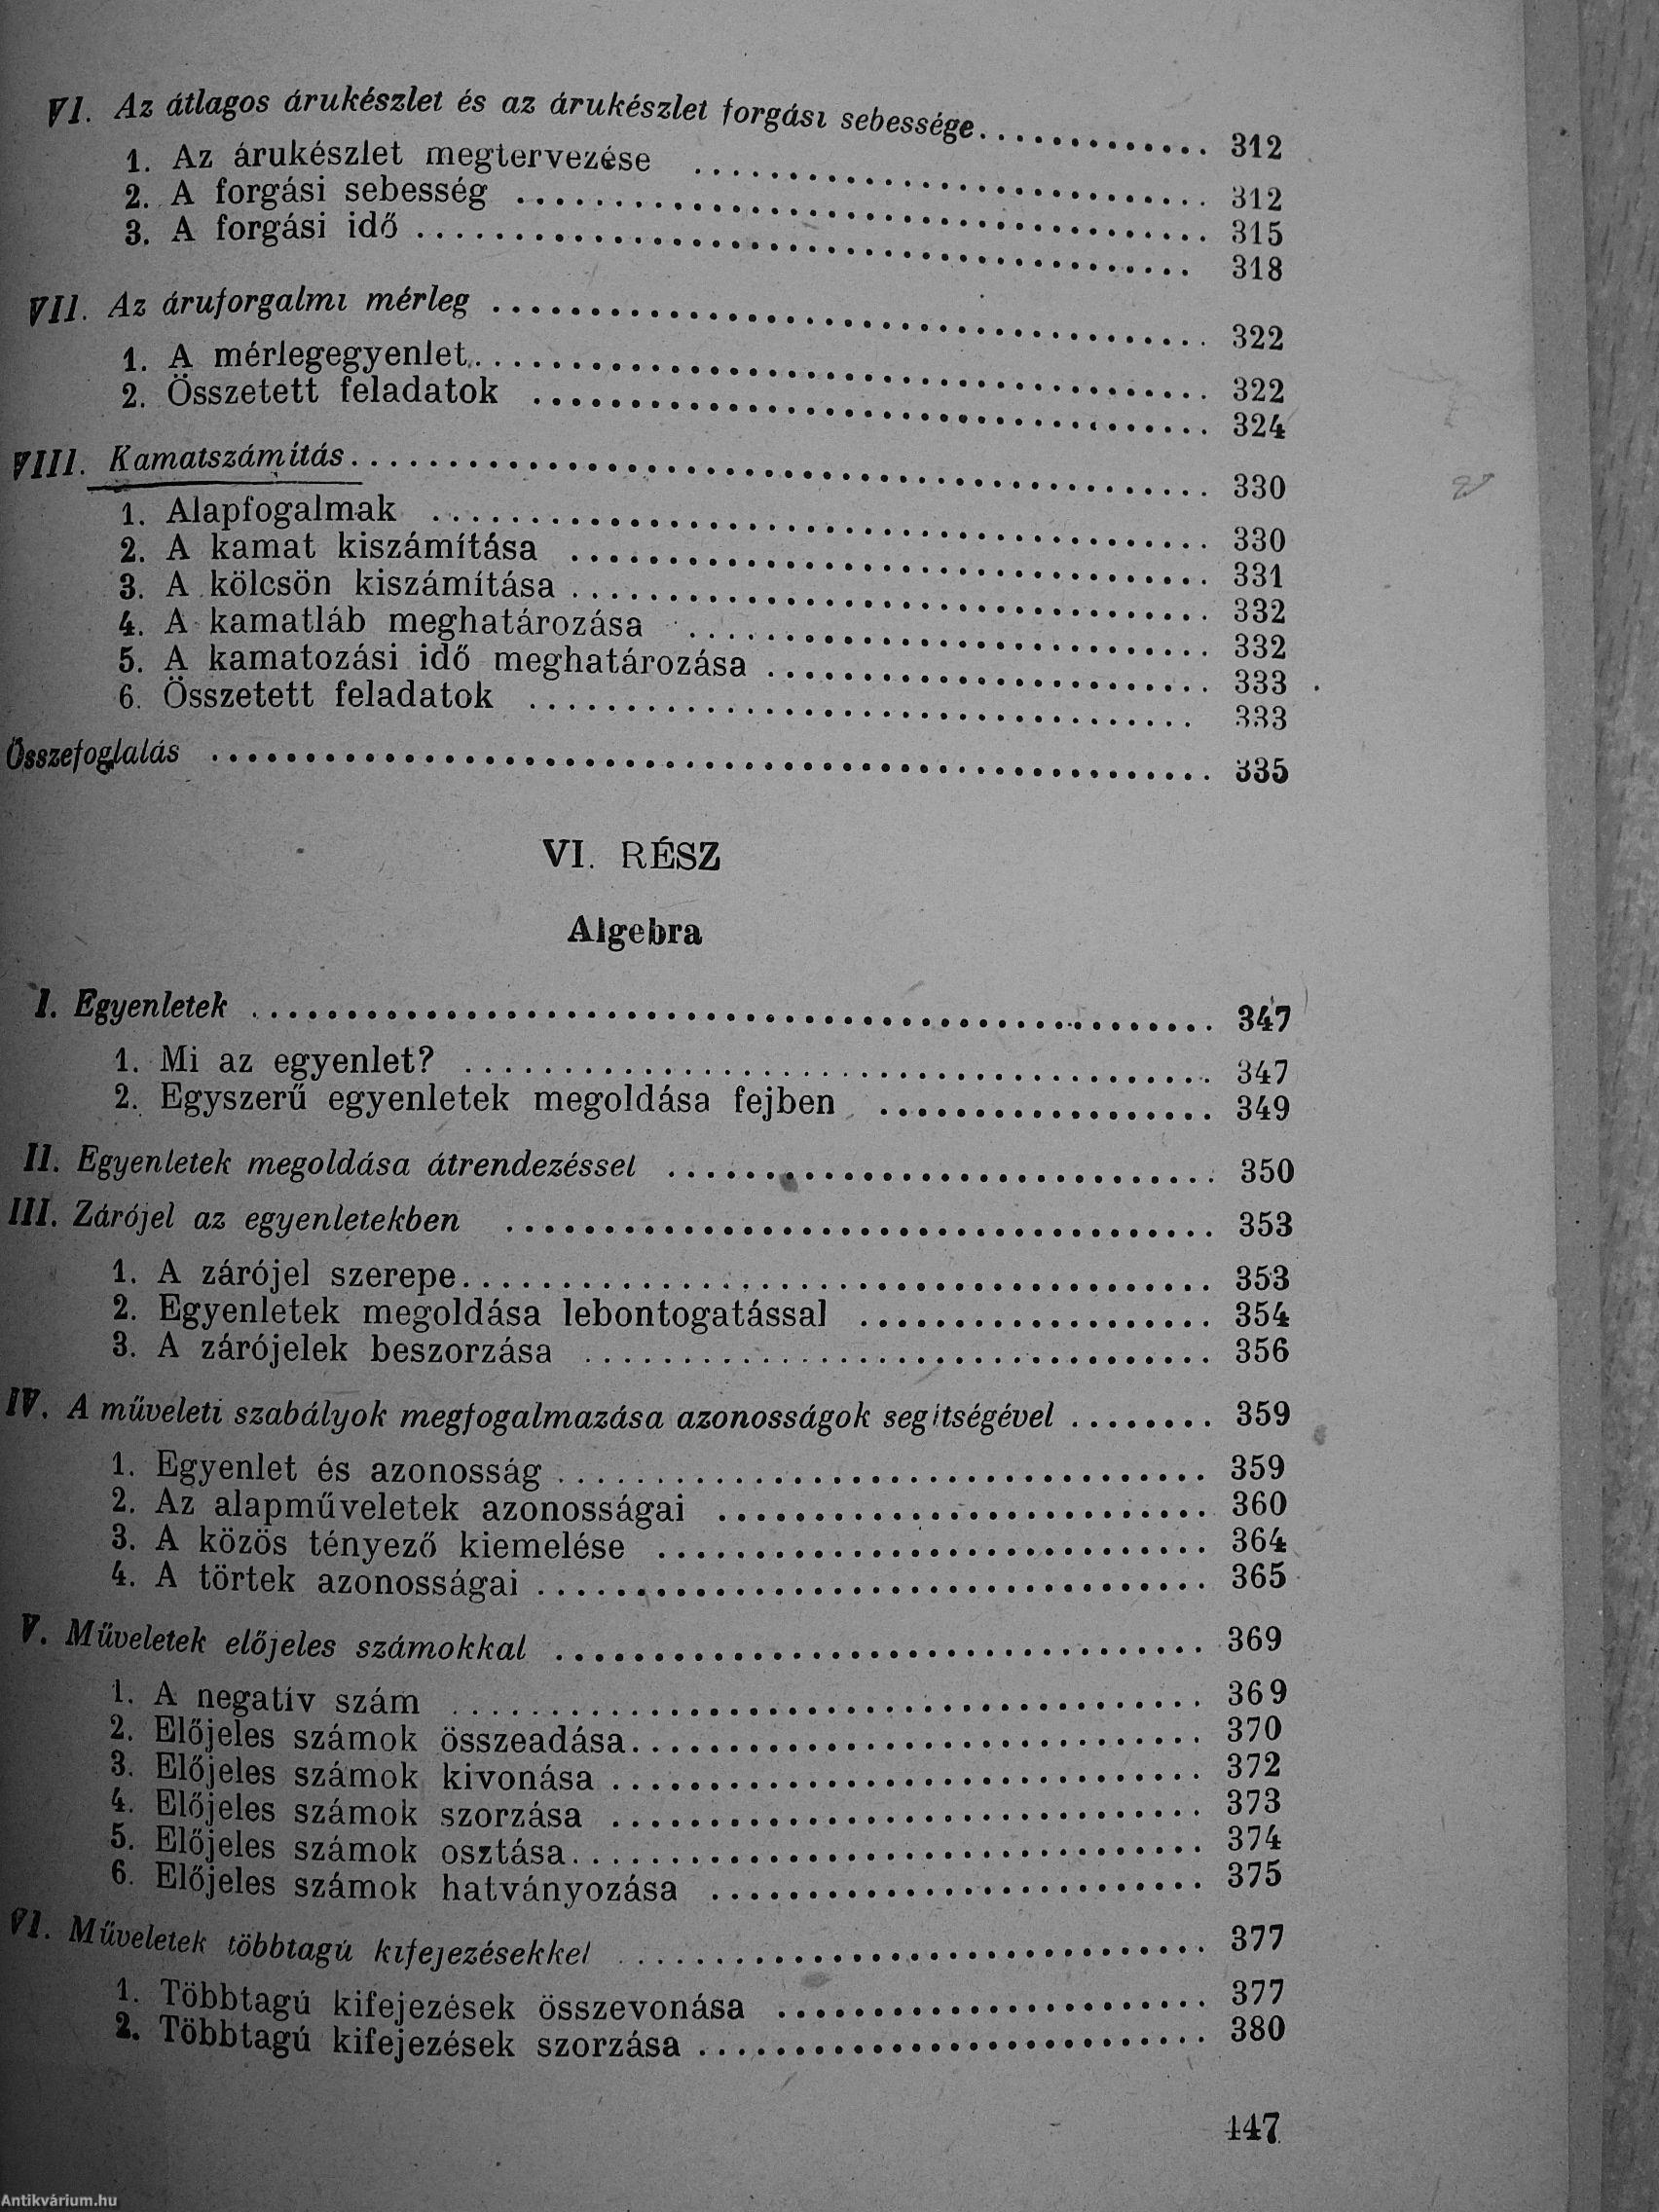 VI. Az átlagos árukészlet és az árukészlet forgási sebessége............. 312
1. Az árukészlet megtervezése ........................... 312
2. A forgási sebesség ................................... 315
3. A forgási idő ........................................ 318
VII. Az áruforgalmi mérleg ..................................... 322
1. A mérlegegyenlet...................................... 322
2. Összetett feladatok ................................... 324
VIII. Kamatszámítás............................................ 330
1. Alapfogalmak ........................................ 330
2. A kamat kiszámítása ................................. 331
3. A kölcsön kiszámítása ................................. 332
4. A kamatláb meghatározása ........................... 332
5. A kamatozási idő meghatározása ....................... 333
6. Összetett feladatok ................................... 333
Összefoglalás .................................................... 335
VI. RÉSZ
Algebra
I. Egyenletek .................................................. 347
1. Mi az egyenlet? ....................................... 347
2. Egyszerű egyenletek megoldása fejben .................. 349
II. Egyenletek megoldása átrendezéssel ............................ 350
III. Zárójel az egyenletekben .................................... 353
1. A zárójel szerepe....................................... 353
2. Egyenletek megoldása lebontogatással ................... 354
3. A zárójelek beszorzása ................................. 356
IV. A műveleti szabályok megfogalmazása azonosságok segítségével ........ 359
1. Egyenlet és azonosság .................................. 359
2. Az alapműveletek azonosságai .......................... 360
3. A közös tényező kiemelése ............................. 364
4. A törtek azonosságai ................................... 365
V. Műveletek előjeles számokkal .................................. 369
1. A negatív szám ....................................... 369
2. Előjeles számok összeadása.............................. 370
3. Előjeles számok kivonása ............................... 372
4. Előjeles számok szorzása ............................... 373
5. Előjeles számok osztása................................. 374
6. Előjeles számok hatványozása .......................... 375
VI. Műveletek többtagú kifejezésekkel .............................. 377
1. Többtagú kifejezések összevonása ....................... 377
2. Többtagú kifejezések szorzása ........................... 380
447
Antikvárium.hu